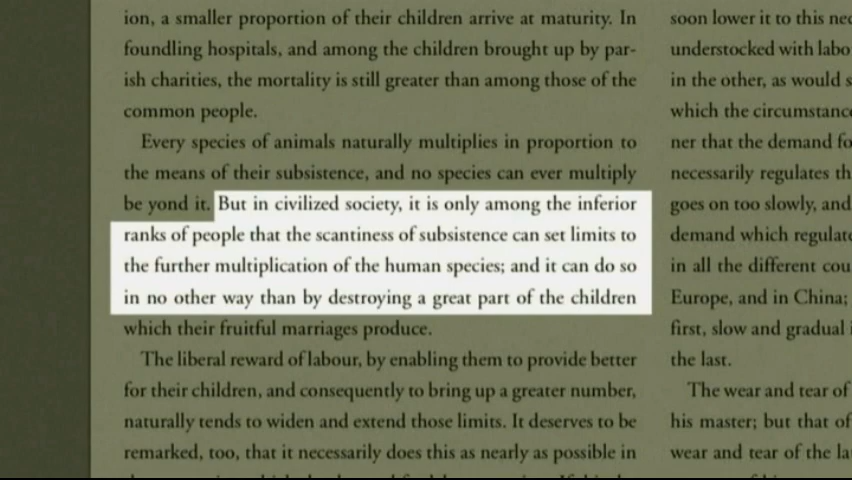 ion, a smaller proportion of their children arrive at maturity. In
foundling hospitals, and among the children brought up by par-
ish charities, the mortality is still greater than among those of the
common people.
Every species of animals naturally multiplies in proportion to
the means of their subsistence, and no species can ever multiply
be yond it. But in civilized society, it is only among the inferior
ranks of people that the scantiness of subsistence can set limits to
the further multiplication of the human species; and it can do so
in no other way than by destroying a great part of the children
which their fruitful marriages produce.
The liberal reward of labour, by enabling them to provide better
for their children, and consequently to bring up a greater number,
naturally tends to widen and extend those limits. It deserves to be
remarked, too, that it necessarily does this as nearly as possible in
soon lower it to this
understocked with
in the other, as would
which the
ner that the demand
necessarily regulates
goes on too slowly, and
demand which
in all the different
Europe, and in China;
first, slow and gradual
the last.
The wear and tear of
his master; but that of
wear and tear of the